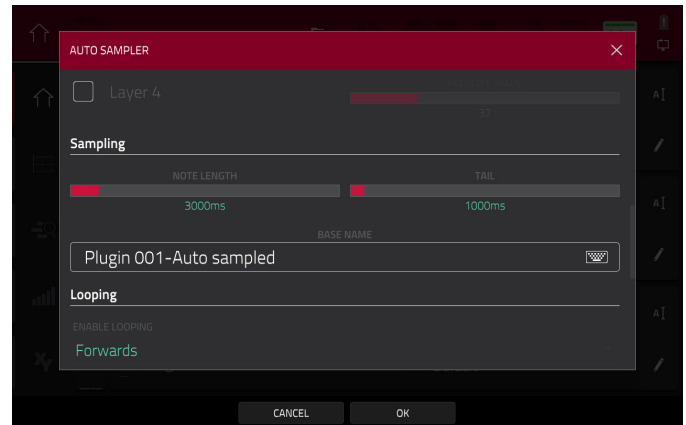 AUTO SAMPLER
Layer 4
37
Sampling
NOTE LENGTH
TAIL
3000ms
1000ms
BASE NAME
Plugin 001-Auto sampled
Looping
ENABLE LOOPING
Forwards
CANCEL
OK